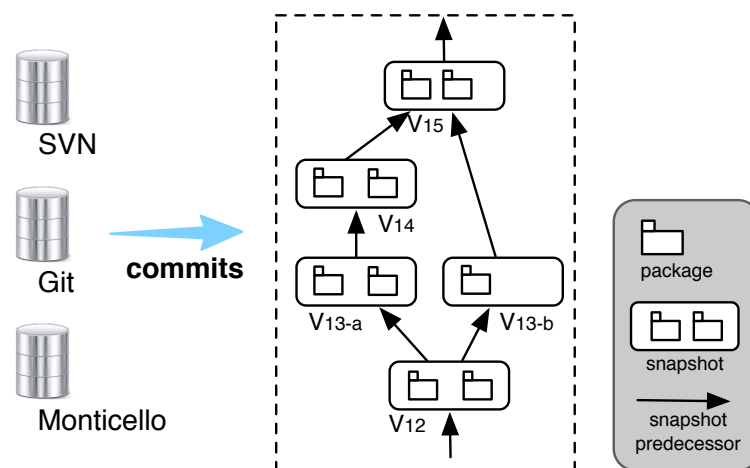 SVN
Git
Monticello
commits
V15
V14
V13-a
V13-b
V12
package
snapshot
snapshot
predecessor